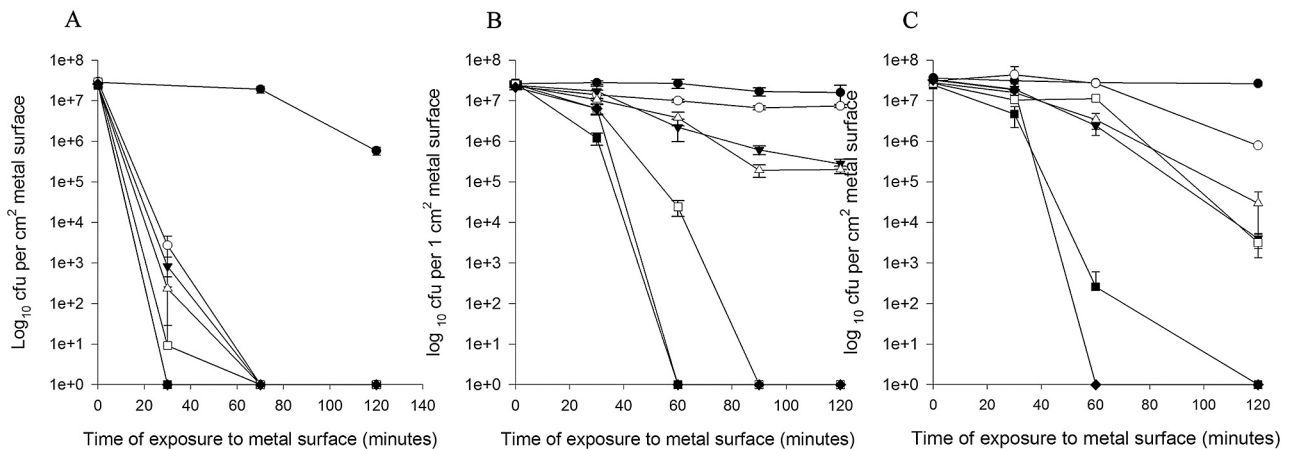 A
B
C
Log10 cfu per cm2 metal surface
1e+8
1e+7
1e+6
1e+5
1e+4
1e+3
1e+2
1e+1
1e+0
0 20 40 60 80 100 120 140
Time of exposure to metal surface (minutes)
log 10 cfu per 1 cm2 metal surface
1e+8
1e+7
1e+6
1e+5
1e+4
1e+3
1e+2
1e+1
1e+0
0 20 40 60 80 100 120
Time of exposure to metal surface (minutes)
log 10 cfu per cm2 metal surface
1e+8
1e+7
1e+6
1e+5
1e+4
1e+3
1e+2
1e+1
1e+0
0 20 40 60 80 100 120
Time of exposure to metal surface (minutes)